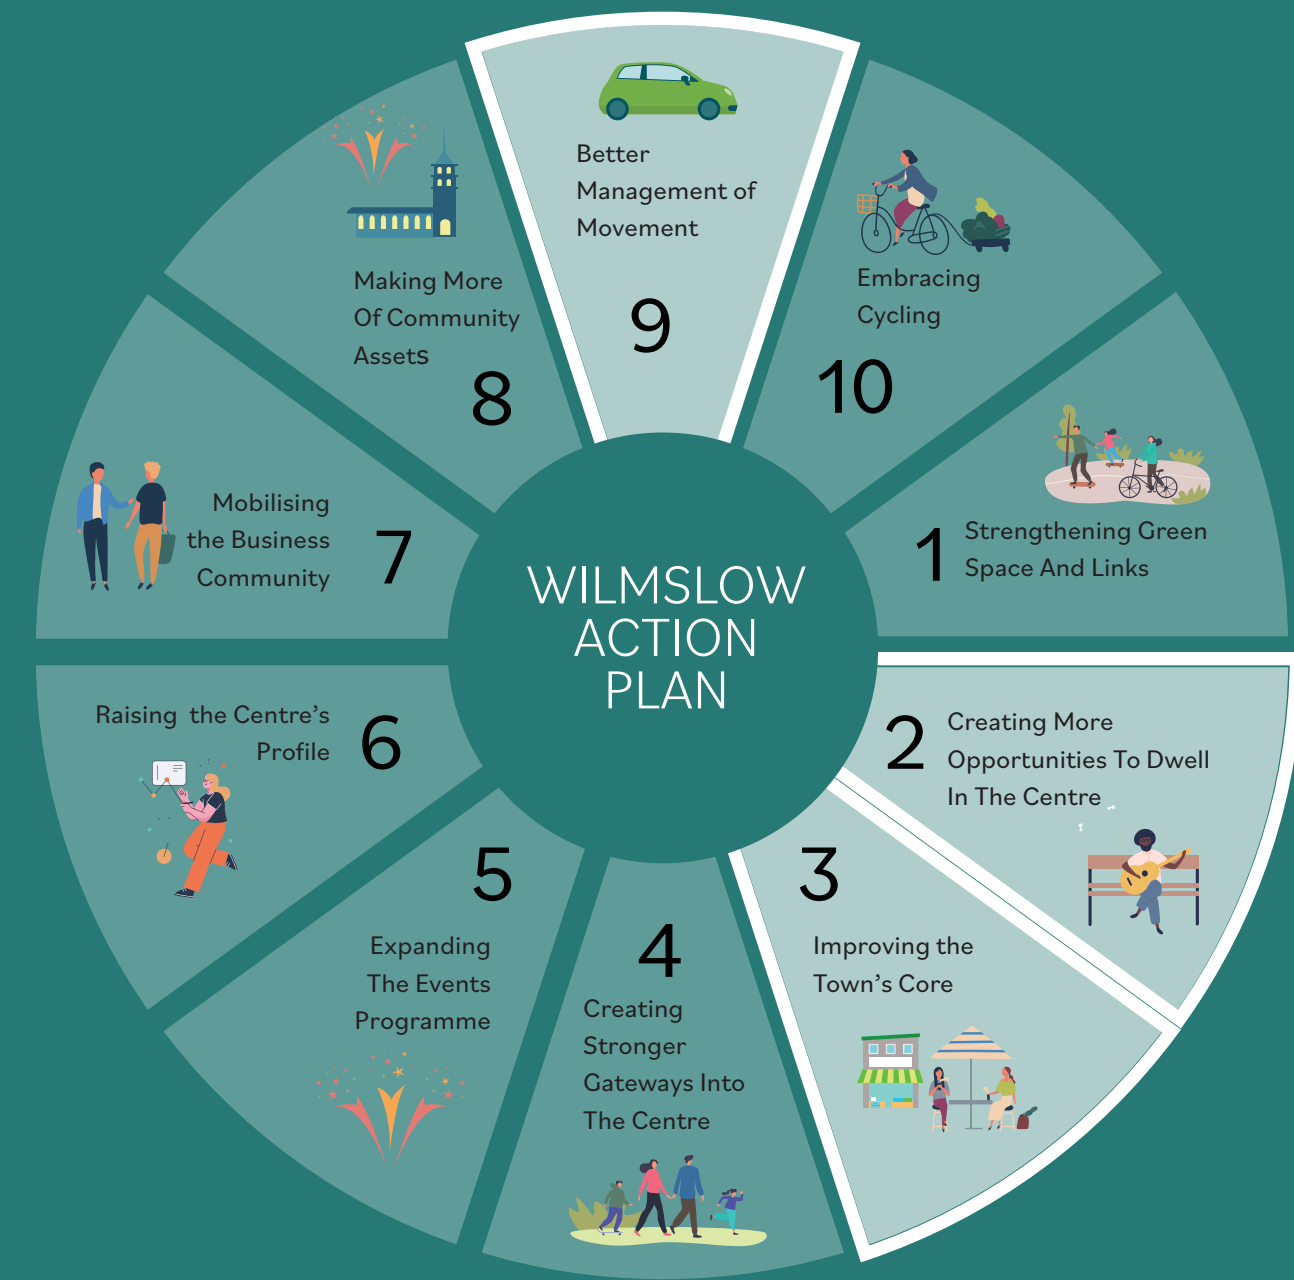 WILMSLOW
ACTION
PLAN
1
Strengthening Green
Space And Links
2
Creating More
Opportunities To Dwell
In The Centre
3
Improving the
Town's Core
4
Creating
Stronger
Gateways Into
The Centre
5
Expanding
The Events
Programme
6
Raising the Centre's
Profile
7
Mobilising
the Business
Community
8
Making More
Of Community
Assets
9
Better
Management of
Movement
10
Embracing
Cycling